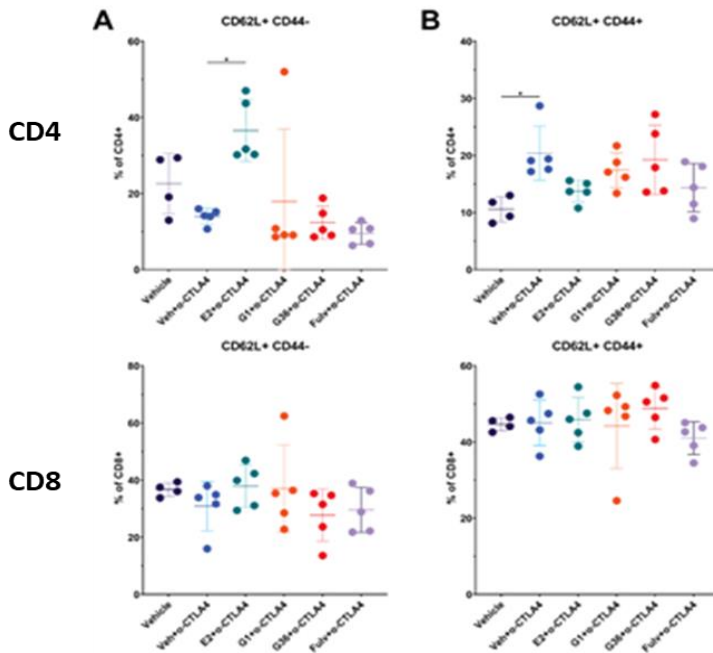 A
B
CD4
CD62L+ CD44-
% of CD4+
60
40
20
0
*
Vehicle
Veh+α-CTLA4
E2+α-CTLA4
G1+α-CTLA4
G36+α-CTLA4
Fulv+α-CTLA4
CD62L+ CD44+
% of CD4+
40
30
20
10
0
*
Vehicle
Veh+α-CTLA4
E2+α-CTLA4
G1+α-CTLA4
G36+α-CTLA4
Fulv+α-CTLA4
CD8
CD62L+ CD44-
% of CD8+
80
60
40
20
0
Vehicle
Veh+α-CTLA4
E2+α-CTLA4
G1+α-CTLA4
G36+α-CTLA4
Fulv+α-CTLA4
CD62L+ CD44+
% of CD8+
60
40
20
0
Vehicle
Veh+α-CTLA4
E2+α-CTLA4
G1+α-CTLA4
G36+α-CTLA4
Fulv+α-CTLA4